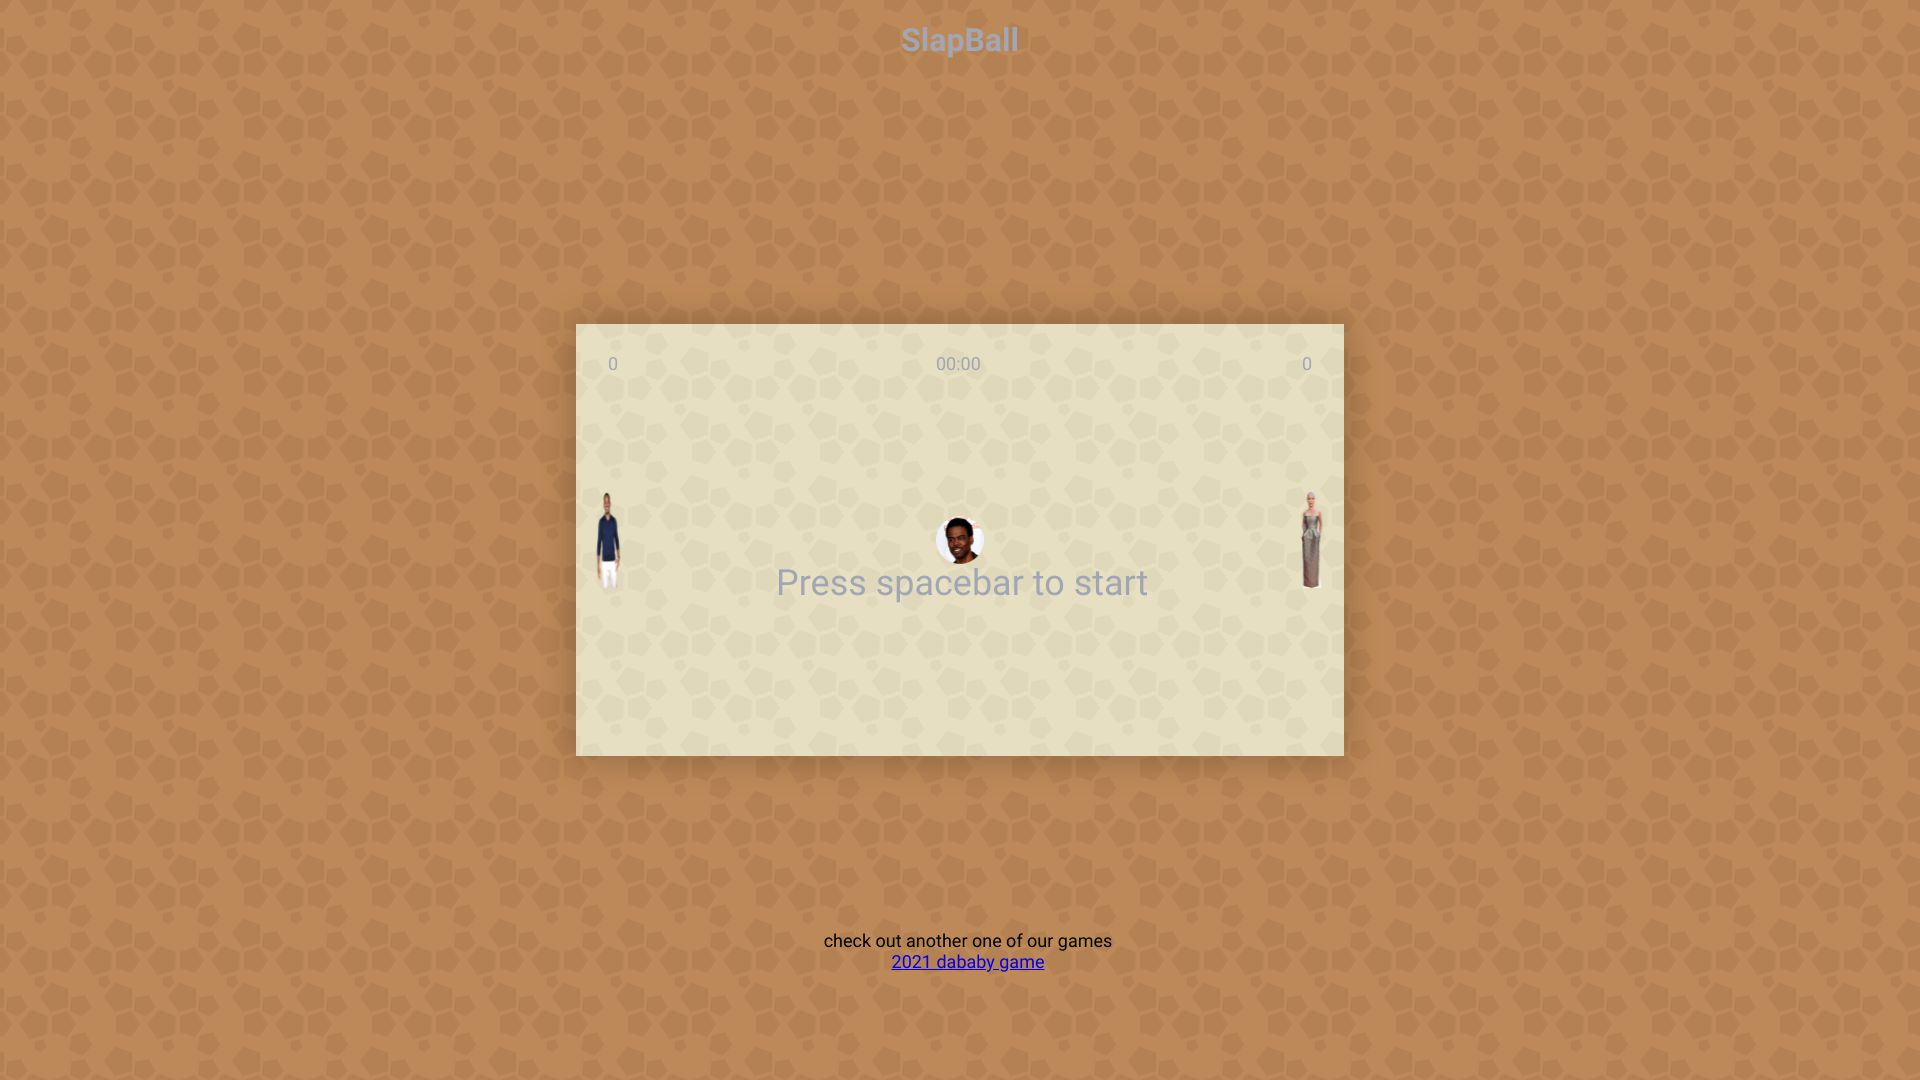 SlapBall
0
00:00
0
Press spacebar to start
check out another one of our games
2021 dababy game